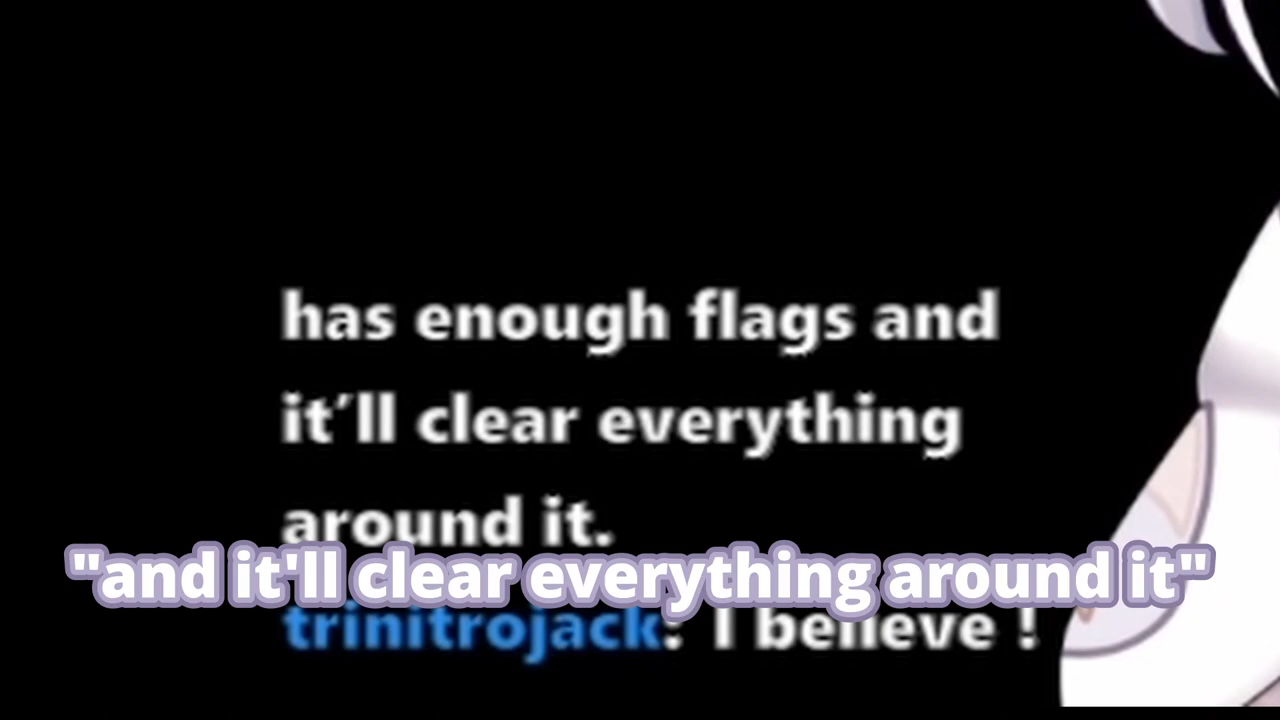 has enough flags and
it´ll clear everything
around it.
"and it'll clear everything around it"
trinitrojack: I believe !